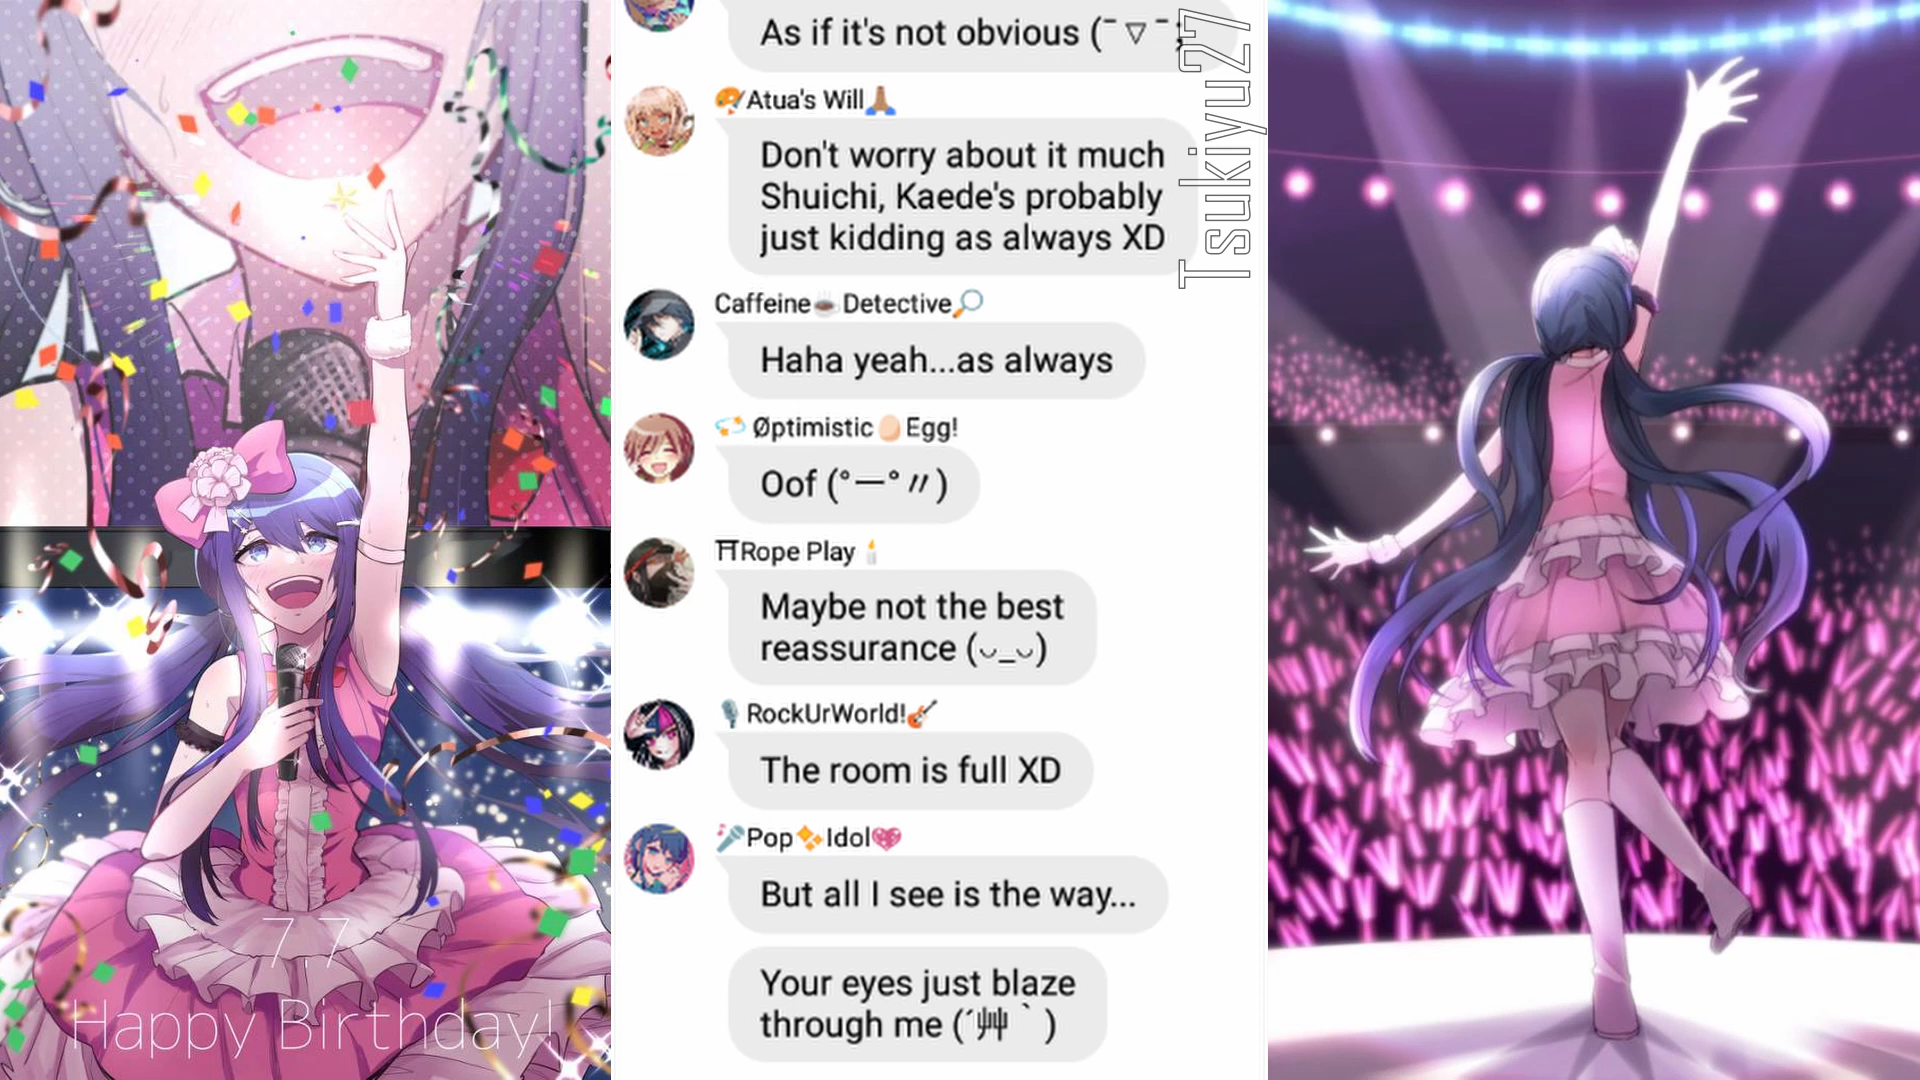 7.7
Happy Birthday!
As if it's not obvious (¯ ▽ ¯;
🎨Atua's Will🙏🏽
Don't worry about it much
Shuichi, Kaede's probably
just kidding as always XD
Caffeine☕Detective🔎
Haha yeah...as always
💫 Øptimistic🥚Egg!
Oof (°ー°〃)
⛩Rope Play🕯
Maybe not the best
reassurance (ᴗ_ᴗ)
🎙RockUrWorld!🎸
The room is full XD
🎤Pop✨Idol💖
But all I see is the way...
Your eyes just blaze
through me (´艸｀)
Tsukiyu27